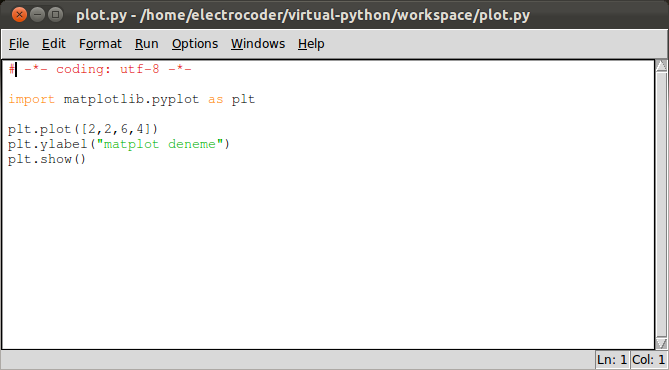 plot.py - /home/electrocoder/virtual-python/workspace/plot.py
File Edit Format Run Options Windows Help
# -*- coding: utf-8 -*-
import matplotlib.pyplot as plt
plt.plot([2,2,6,4])
plt.ylabel("matplot deneme")
plt.show()
Ln: 1 Col: 1